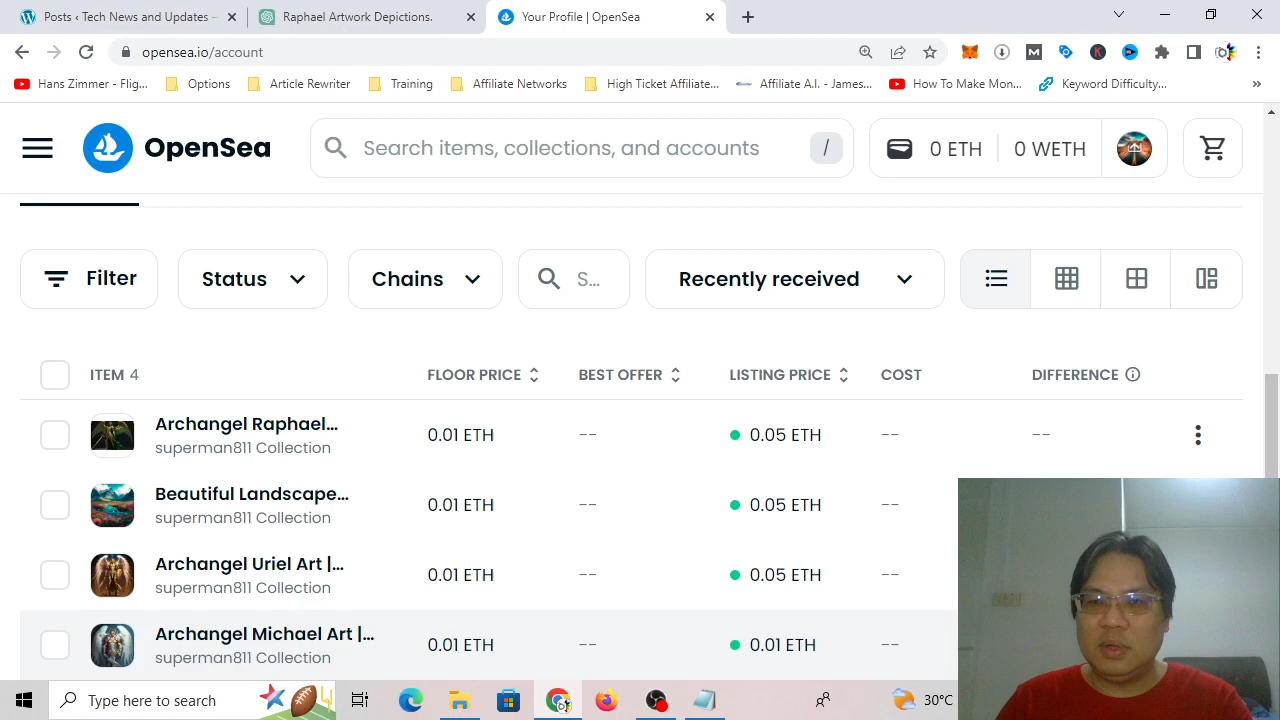 Posts ‹ Tech News and Updates –
Raphael Artwork Depictions.
Your Profile | OpenSea
opensea.io/account
Hans Zimmer - Flig...
Options
Article Rewriter
Training
Affiliate Networks
High Ticket Affiliate...
Affiliate A.I. - James...
How To Make Mon...
Keyword Difficulty...
»
OpenSea
Search items, collections, and accounts
/
0 ETH
0 WETH
Filter
Status
Chains
S...
Recently received
ITEM 4
FLOOR PRICE
BEST OFFER
LISTING PRICE
COST
DIFFERENCE
Archangel Raphael...
superman811 Collection
0.01 ETH
--
0.05 ETH
--
--
Beautiful Landscape...
superman811 Collection
0.01 ETH
--
0.05 ETH
--
Archangel Uriel Art |...
superman811 Collection
0.01 ETH
--
0.05 ETH
--
Archangel Michael Art |...
superman811 Collection
0.01 ETH
--
0.01 ETH
--
Type here to search
30°C